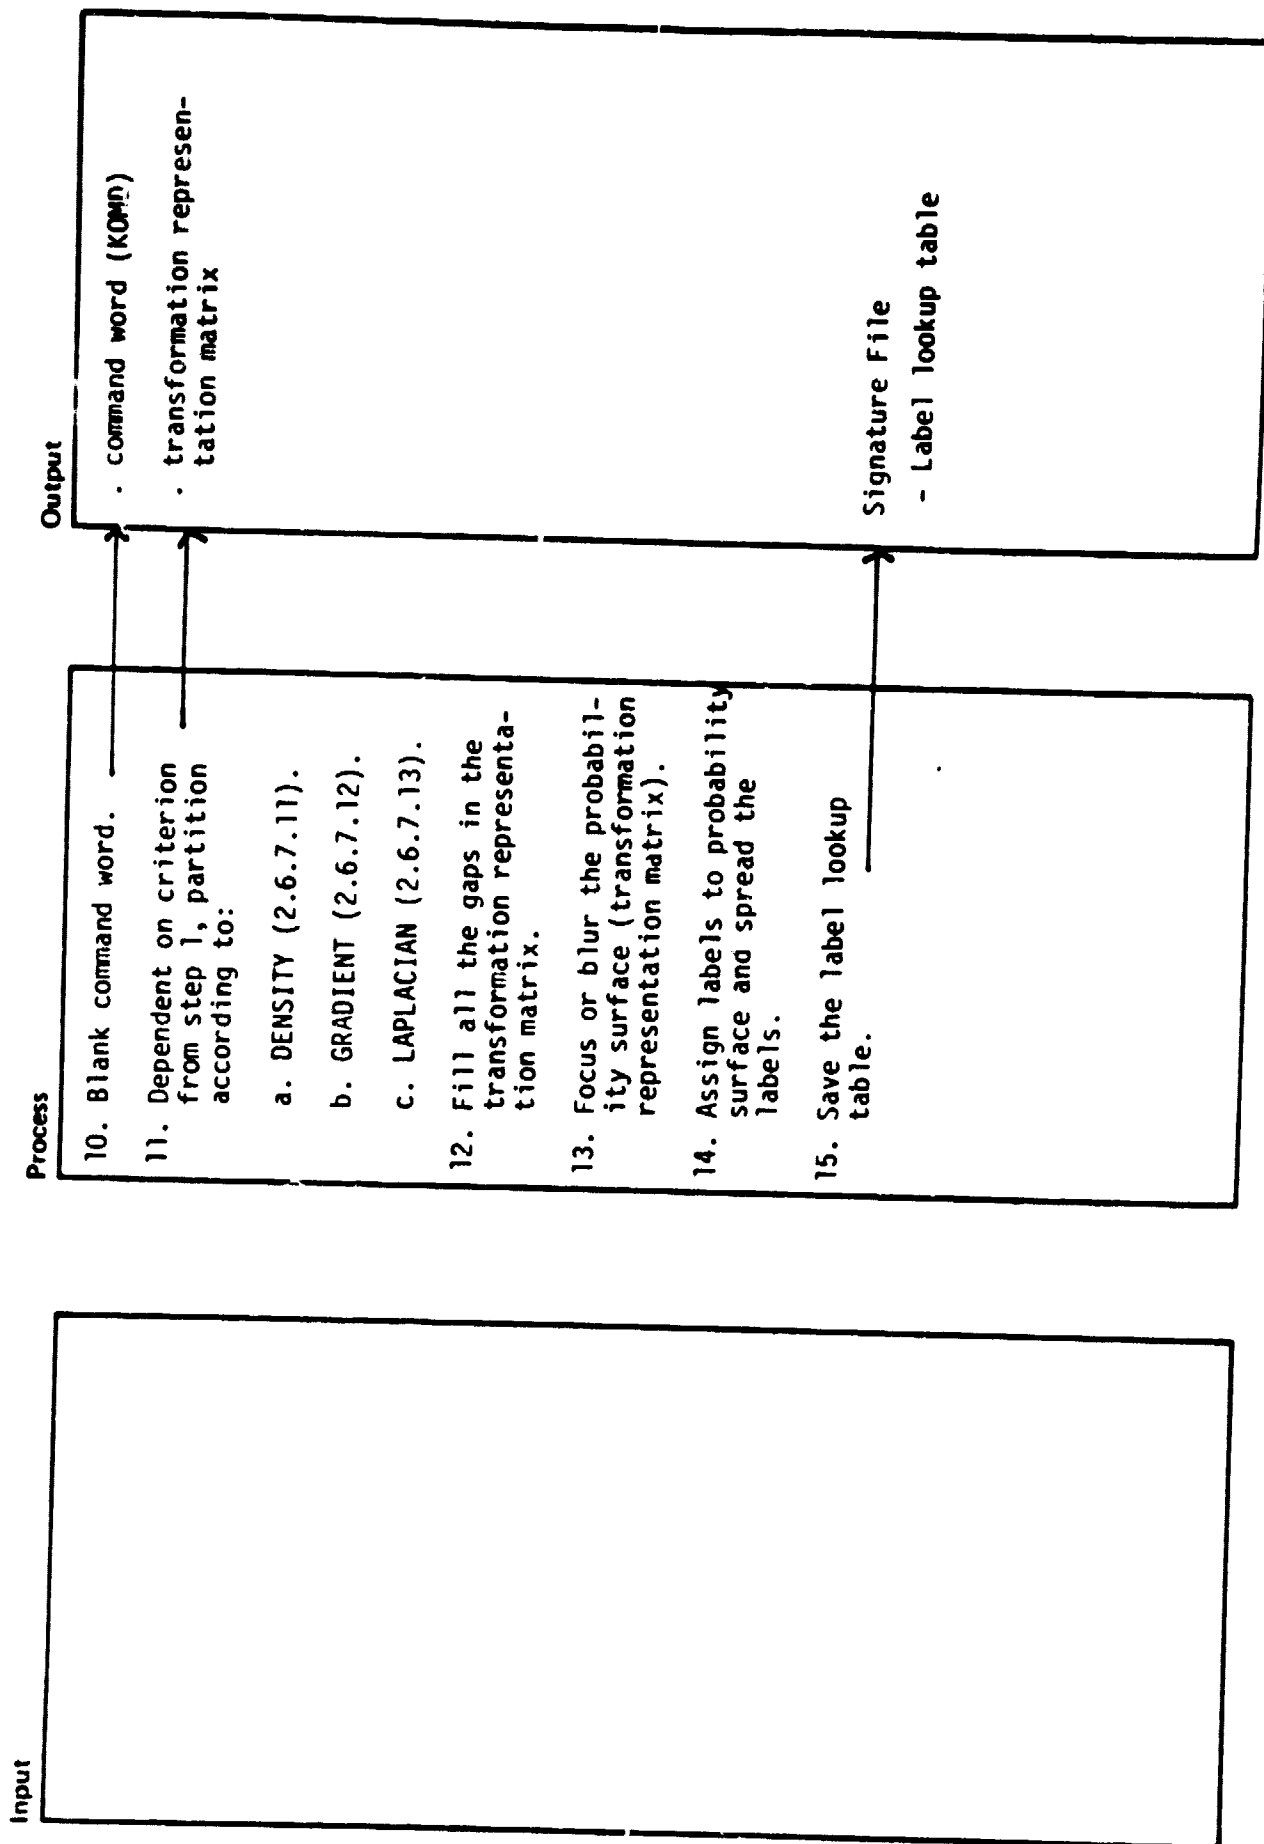 Input
Process
10. Blank command word.
11. Dependent on criterion
from step 1, partition
according to:
a. DENSITY (2.6.7.11).
b. GRADIENT (2.6.7.12).
c. LAPLACIAN (2.6.7.13).
12. Fill all the gaps in the
transformation representa-
tion matrix.
13. Focus or blur the probabil-
ity surface (transformation
representation matrix).
14. Assign labels to probability
surface and spread the
labels.
15. Save the label lookup
table.
Output
. command word (KOMD)
. transformation represen-
tation matrix
Signature File
- Label lookup table